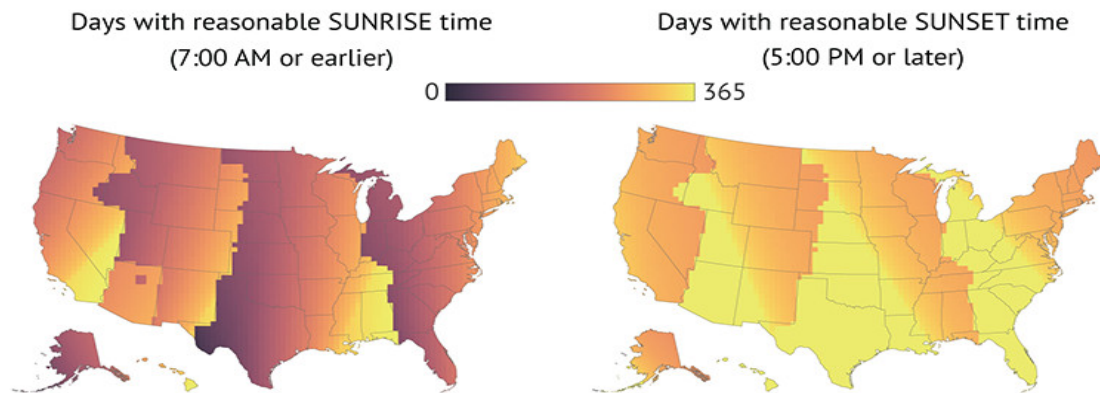 Days with reasonable SUNRISE time
(7:00 AM or earlier)
Days with reasonable SUNSET time
(5:00 PM or later)
0
365